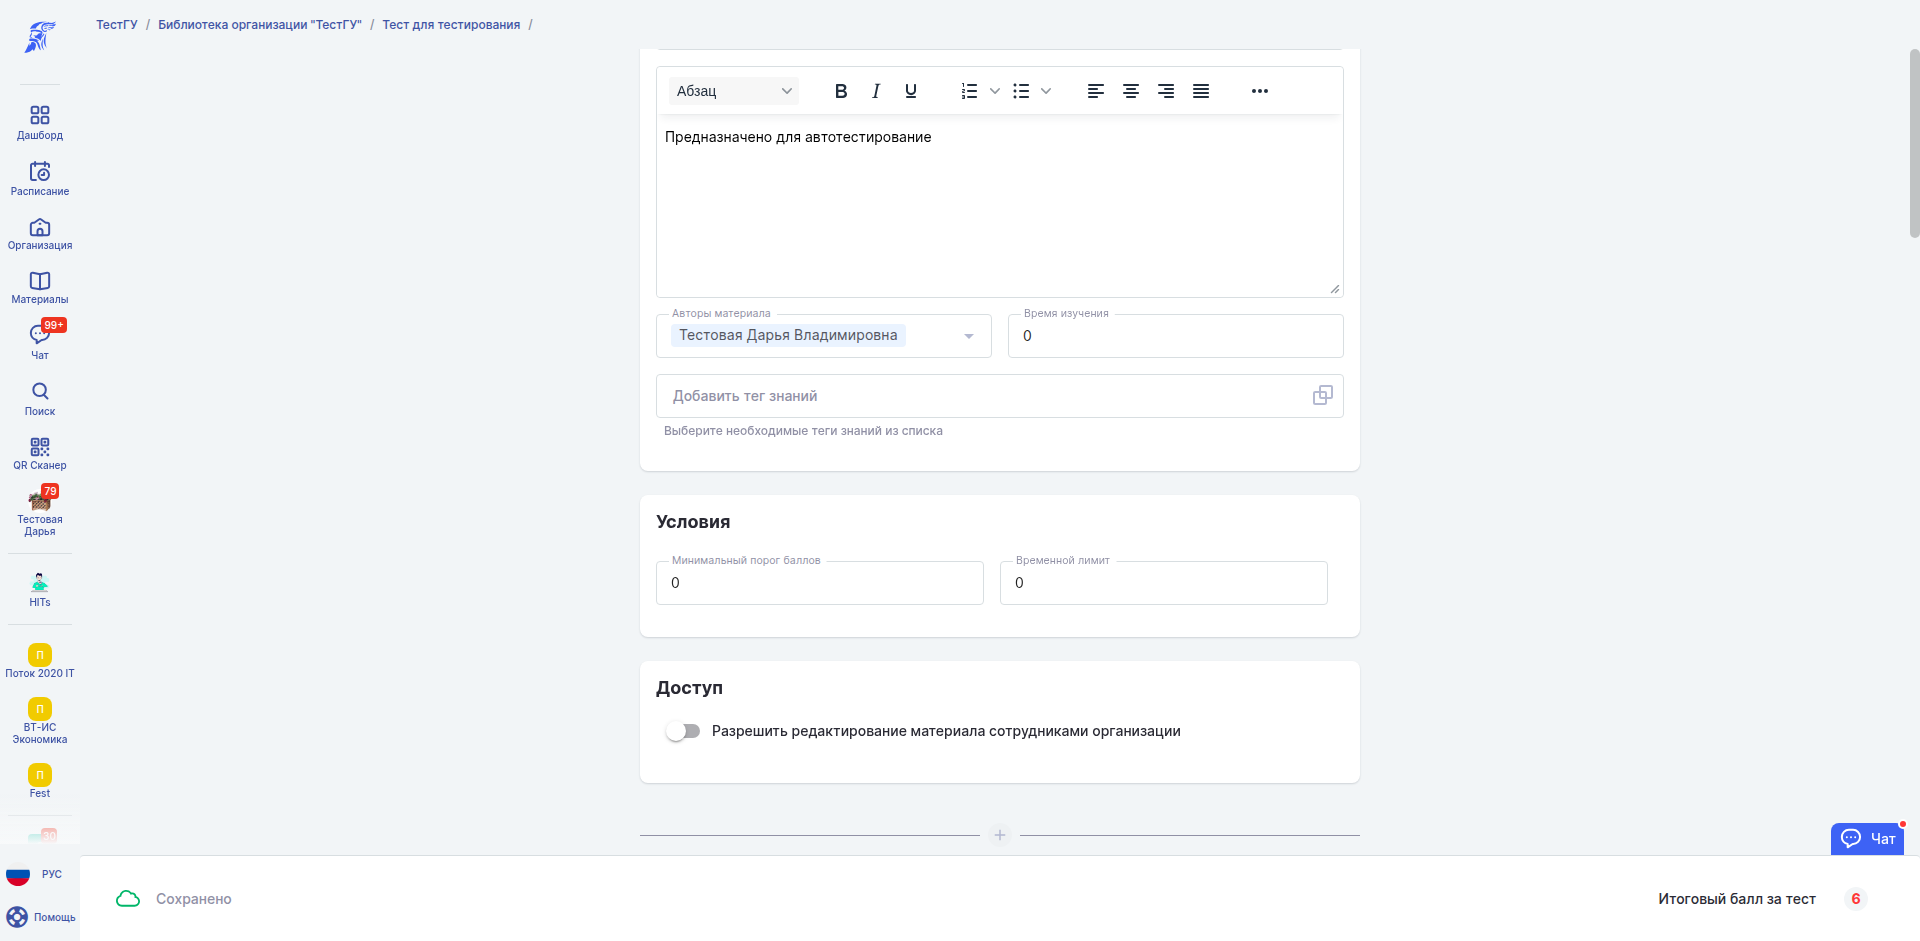 ТестГУ / Библиотека организации "ТестГУ" / Тест для тестирования /
Дашборд
Расписание
Организация
Материалы
99+
Чат
Поиск
QR Сканер
79
Тестовая
Дарья
HITs
П
Поток 2020 IT
П
ВТ-ИС
Экономика
П
Fest
30
РУС
Помощь
Абзац
Предназначено для автотестирование
Авторы материала
Тестовая Дарья Владимировна
Время изучения
0
Добавить тег знаний
Выберите необходимые теги знаний из списка
Условия
Минимальный порог баллов
0
Временной лимит
0
Доступ
Разрешить редактирование материала сотрудниками организации
Чат
Сохранено
Итоговый балл за тест 6